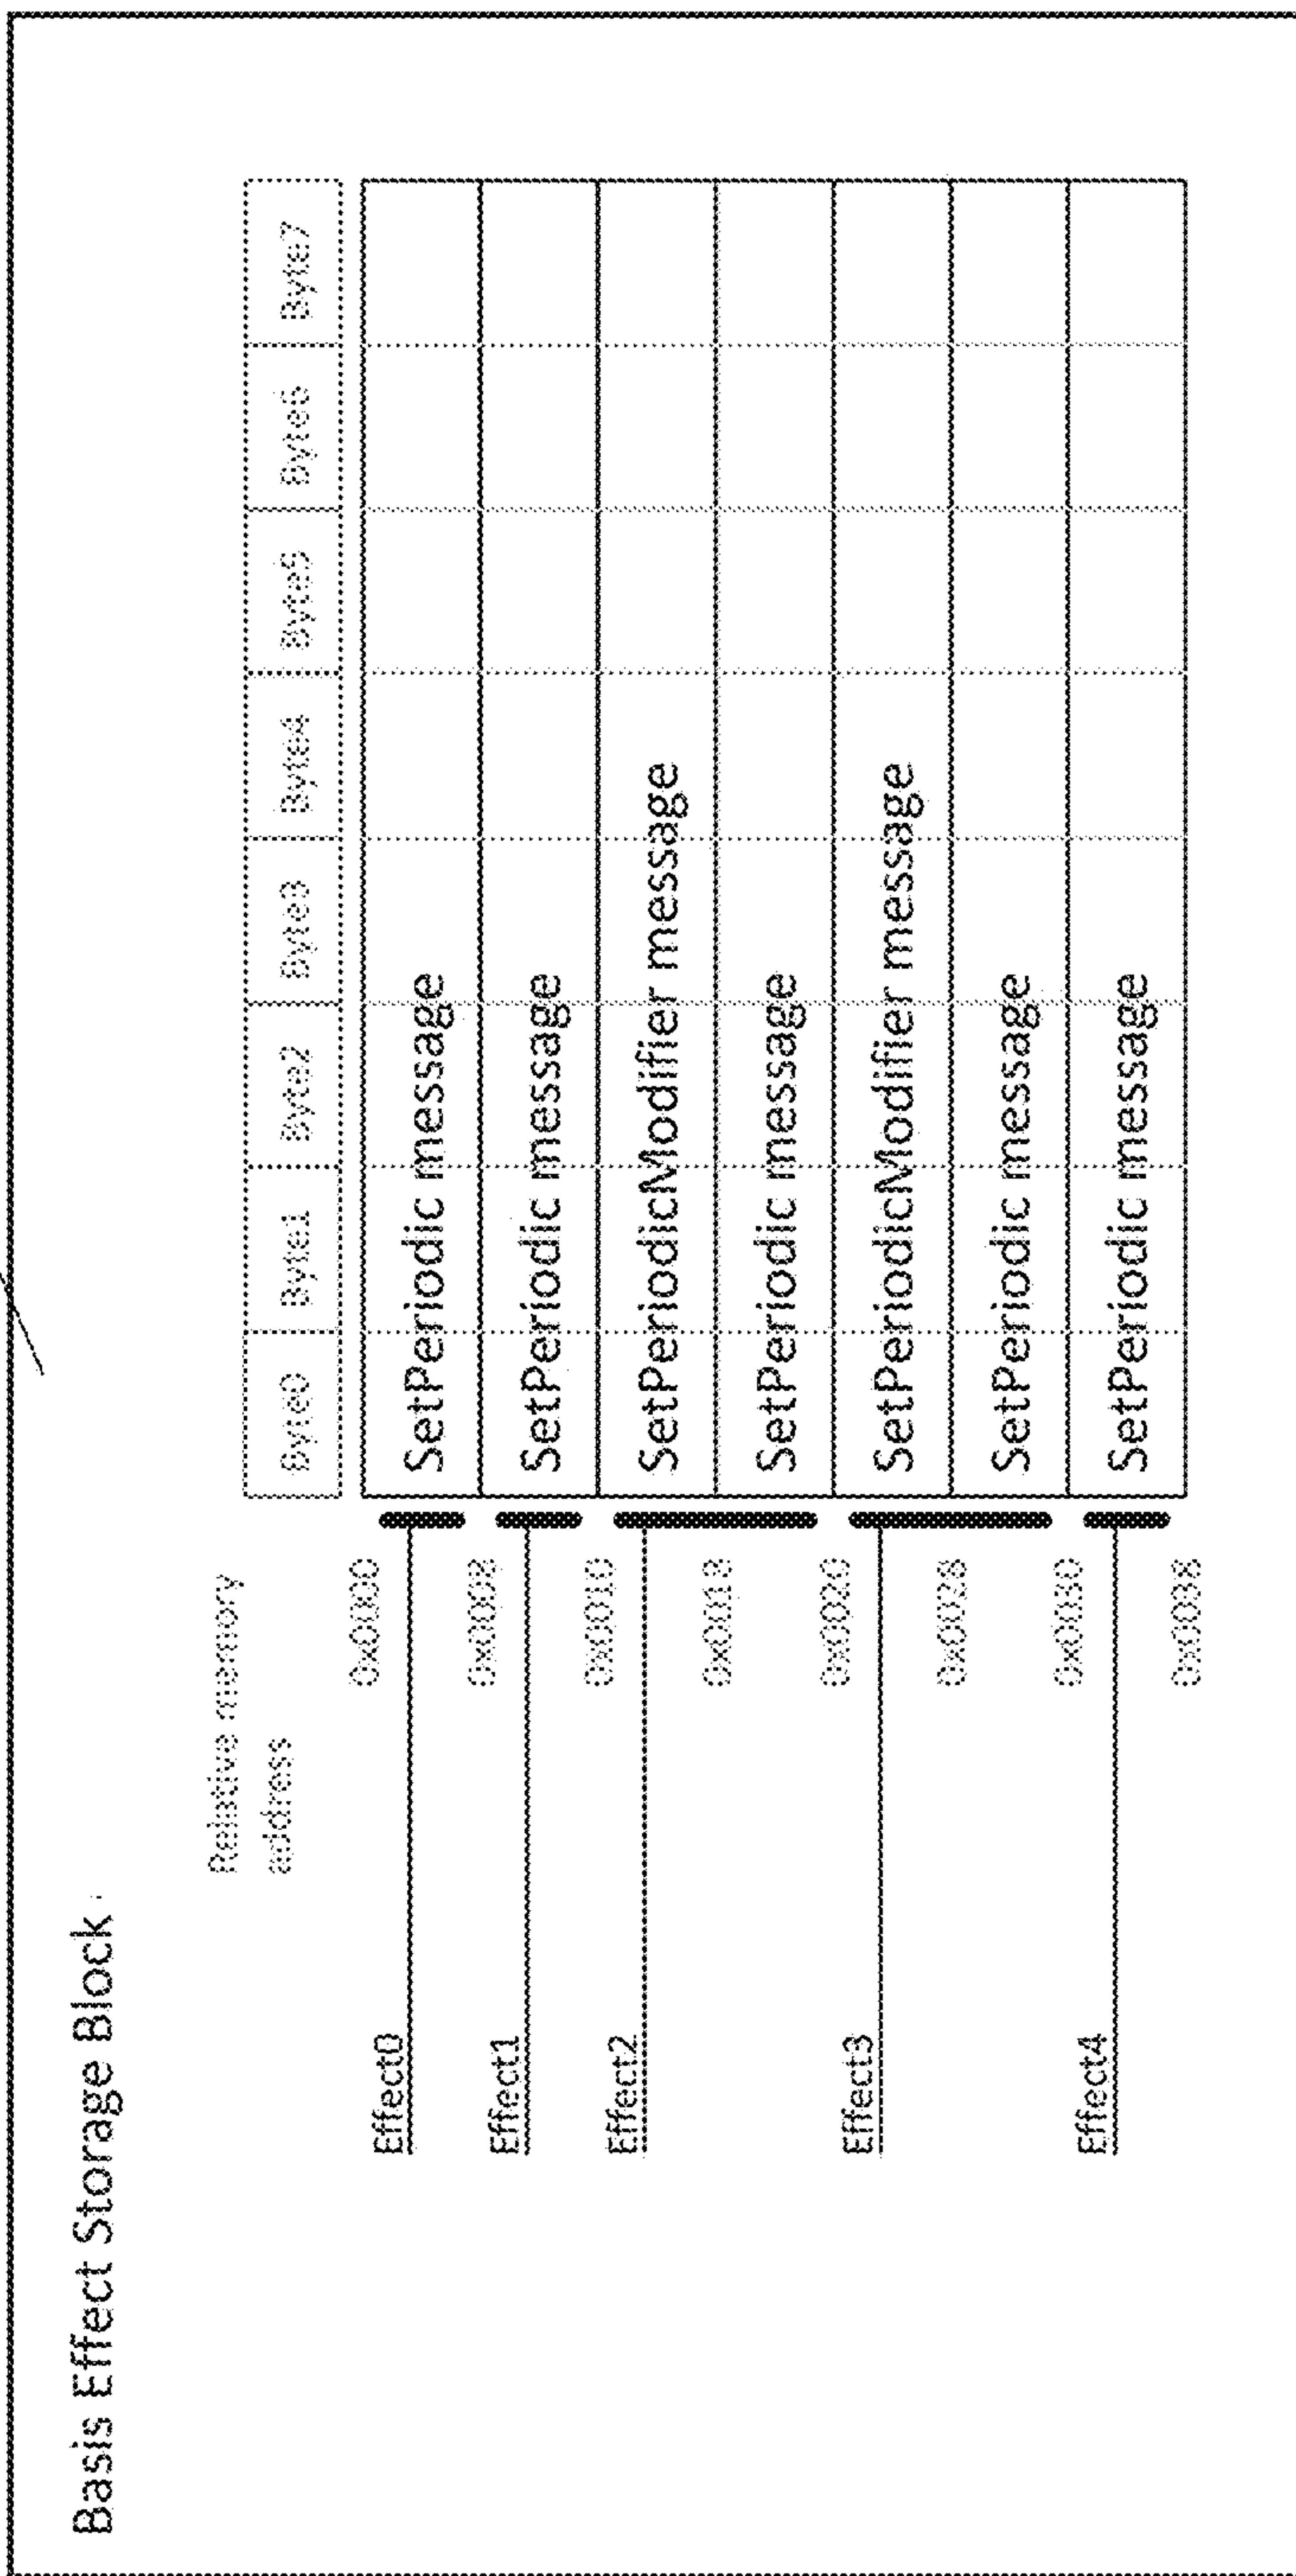 Basis Effect Storage Block
Relative memory
address
Byte0 Byte1 Byte2 Byte3 Byte4 Byte5 Byte6 Byte7
0x0000
Effect0 SetPeriodic message
0x0008
Effect1 SetPeriodic message
0x0010
Effect2 SetPeriodicModifier message
0x0018
SetPeriodic message
0x0020
Effect3 SetPeriodicModifier message
0x0028
SetPeriodic message
0x0030
Effect4 SetPeriodic message
0x0038